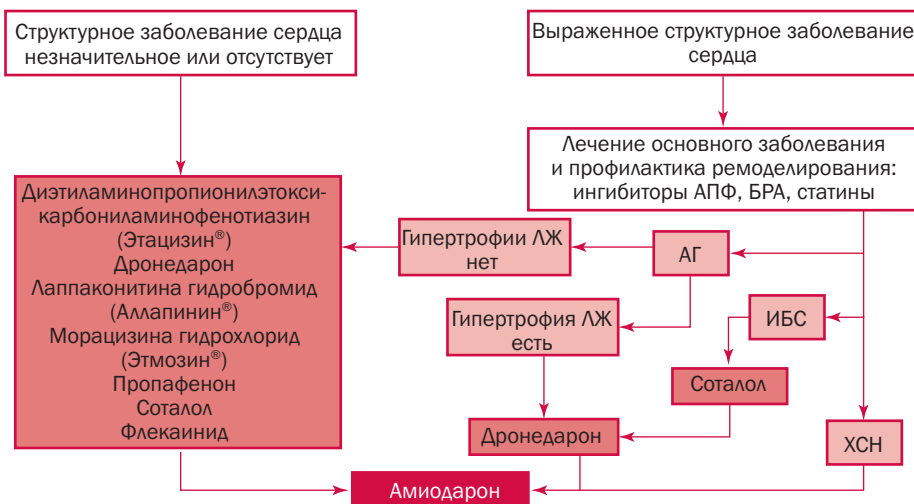 Структурное заболевание сердца
незначительное или отсутствует
Выраженное структурное заболевание
сердца
Лечение основного заболевания
и профилактика ремоделирования:
ингибиторы АПФ, БРА, статины
Диэтиламинопропионилэтокси-
карбониламинофенотиазин
(Этацизин®)
Дронедарон
Лаппаконитина гидробромид
(Аллапинин®)
Морацизина гидрохлорид
(Этмозин®)
Пропафенон
Соталол
Флекаинид
Гипертрофии ЛЖ
нет
АГ
Гипертрофия ЛЖ
есть
ИБС
Соталол
Дронедарон
ХСН
Амиодарон